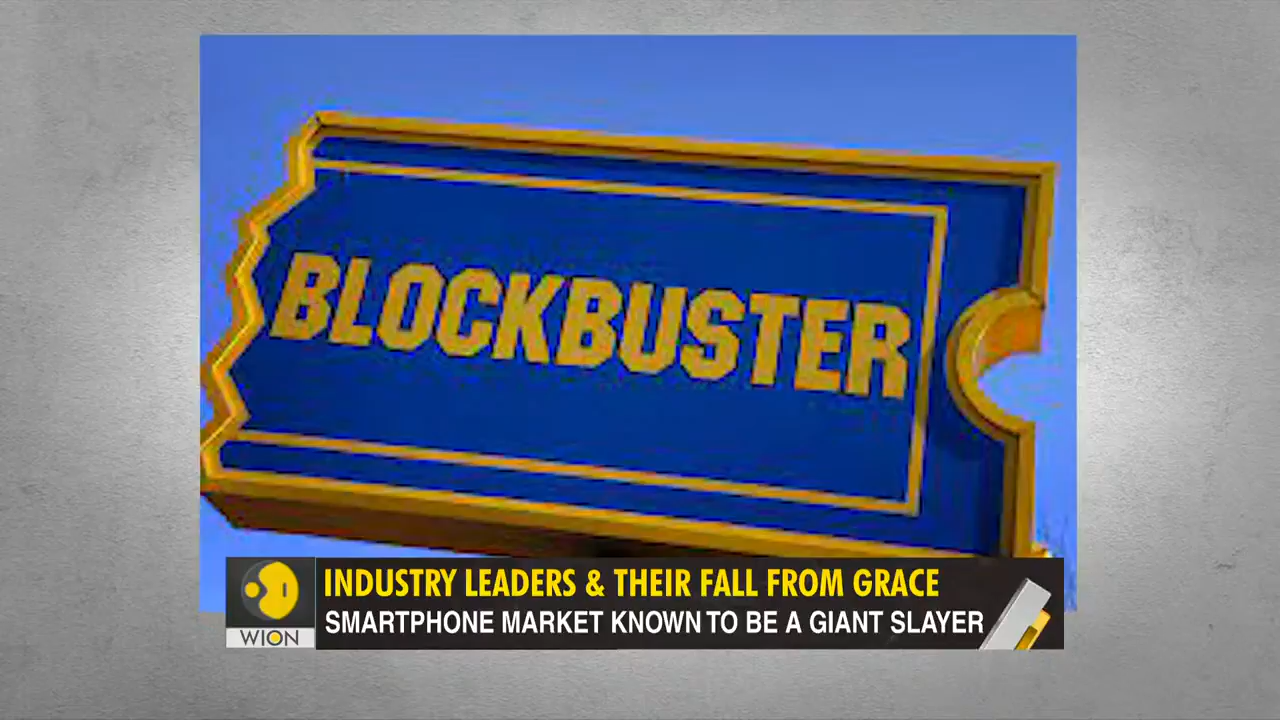 BLOCKBUSTER
INDUSTRY LEADERS & THEIR FALL FROM GRACE
SMARTPHONE MARKET KNOWN TO BE A GIANT SLAYER
WION